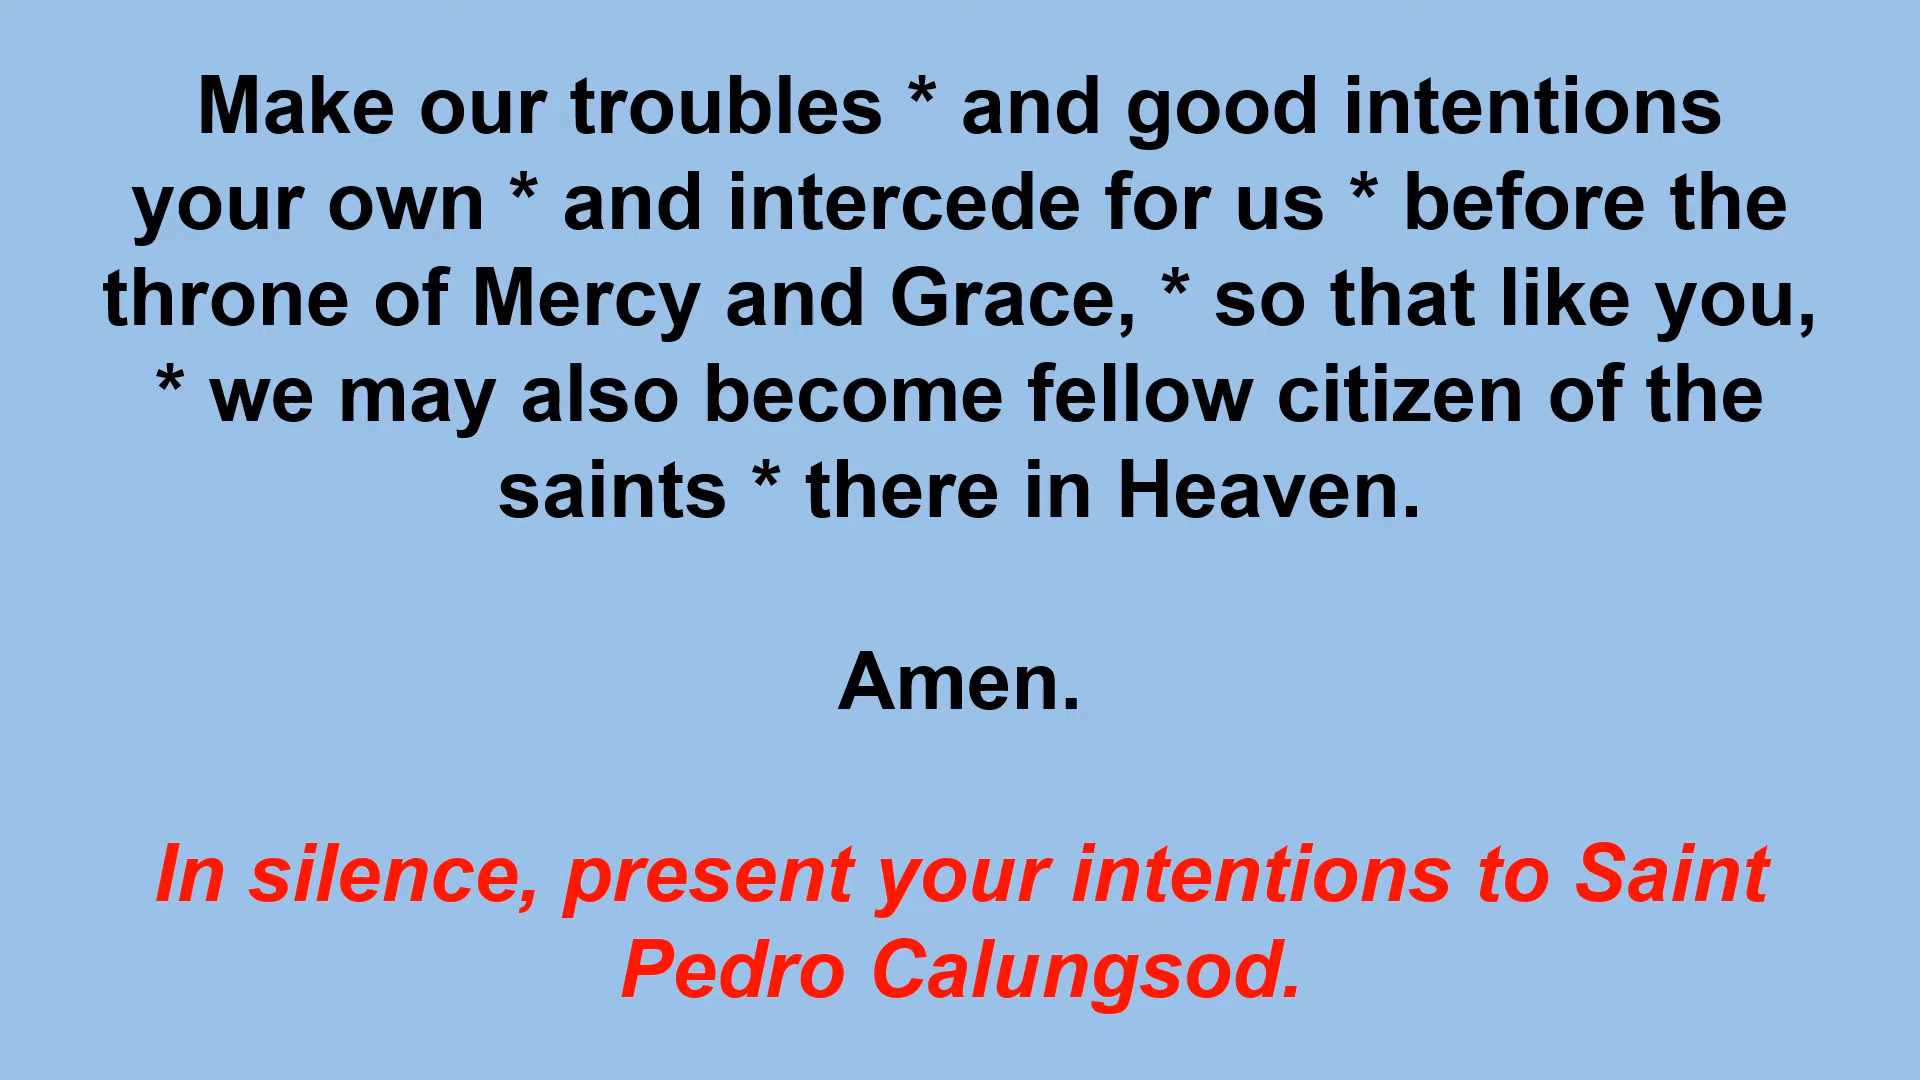 Make our troubles * and good intentions
your own * and intercede for us * before the
throne of Mercy and Grace, * so that like you,
* we may also become fellow citizen of the
saints * there in Heaven.
Amen.
In silence, present your intentions to Saint
Pedro Calungsod.